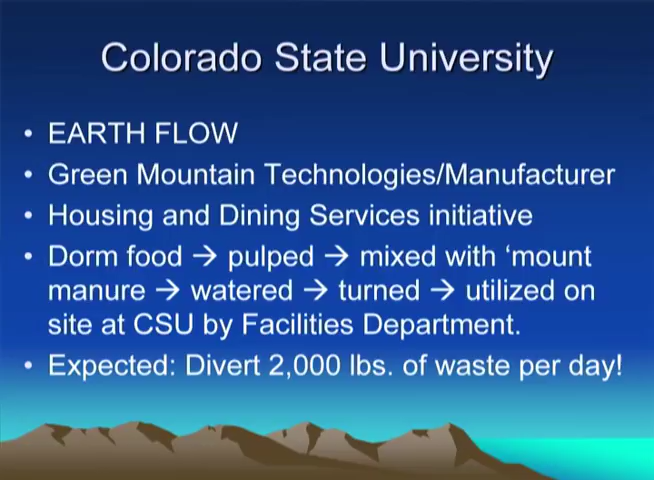 Colorado State University
• EARTH FLOW
• Green Mountain Technologies/Manufacturer
• Housing and Dining Services initiative
• Dorm food → pulped → mixed with ‘mount
manure → watered → turned → utilized on
site at CSU by Facilities Department.
• Expected: Divert 2,000 lbs. of waste per day!